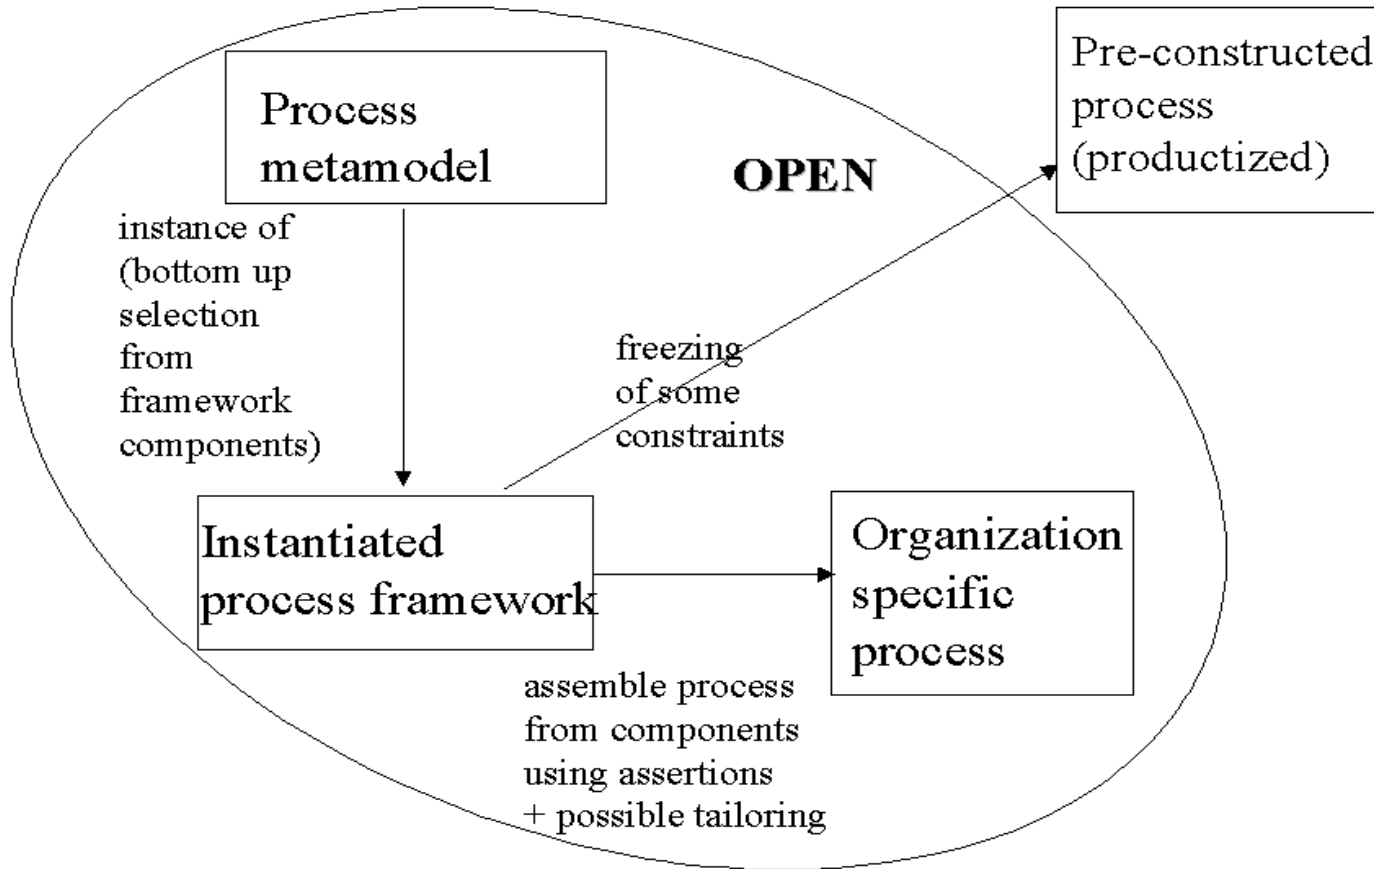 Process
metamodel
OPEN
Pre-constructed
process
(productized)
instance of
(bottom up
selection
from
framework
components)
freezing
of some
constraints
Instantiated
process framework
Organization
specific
process
assemble process
from components
using assertions
+ possible tailoring